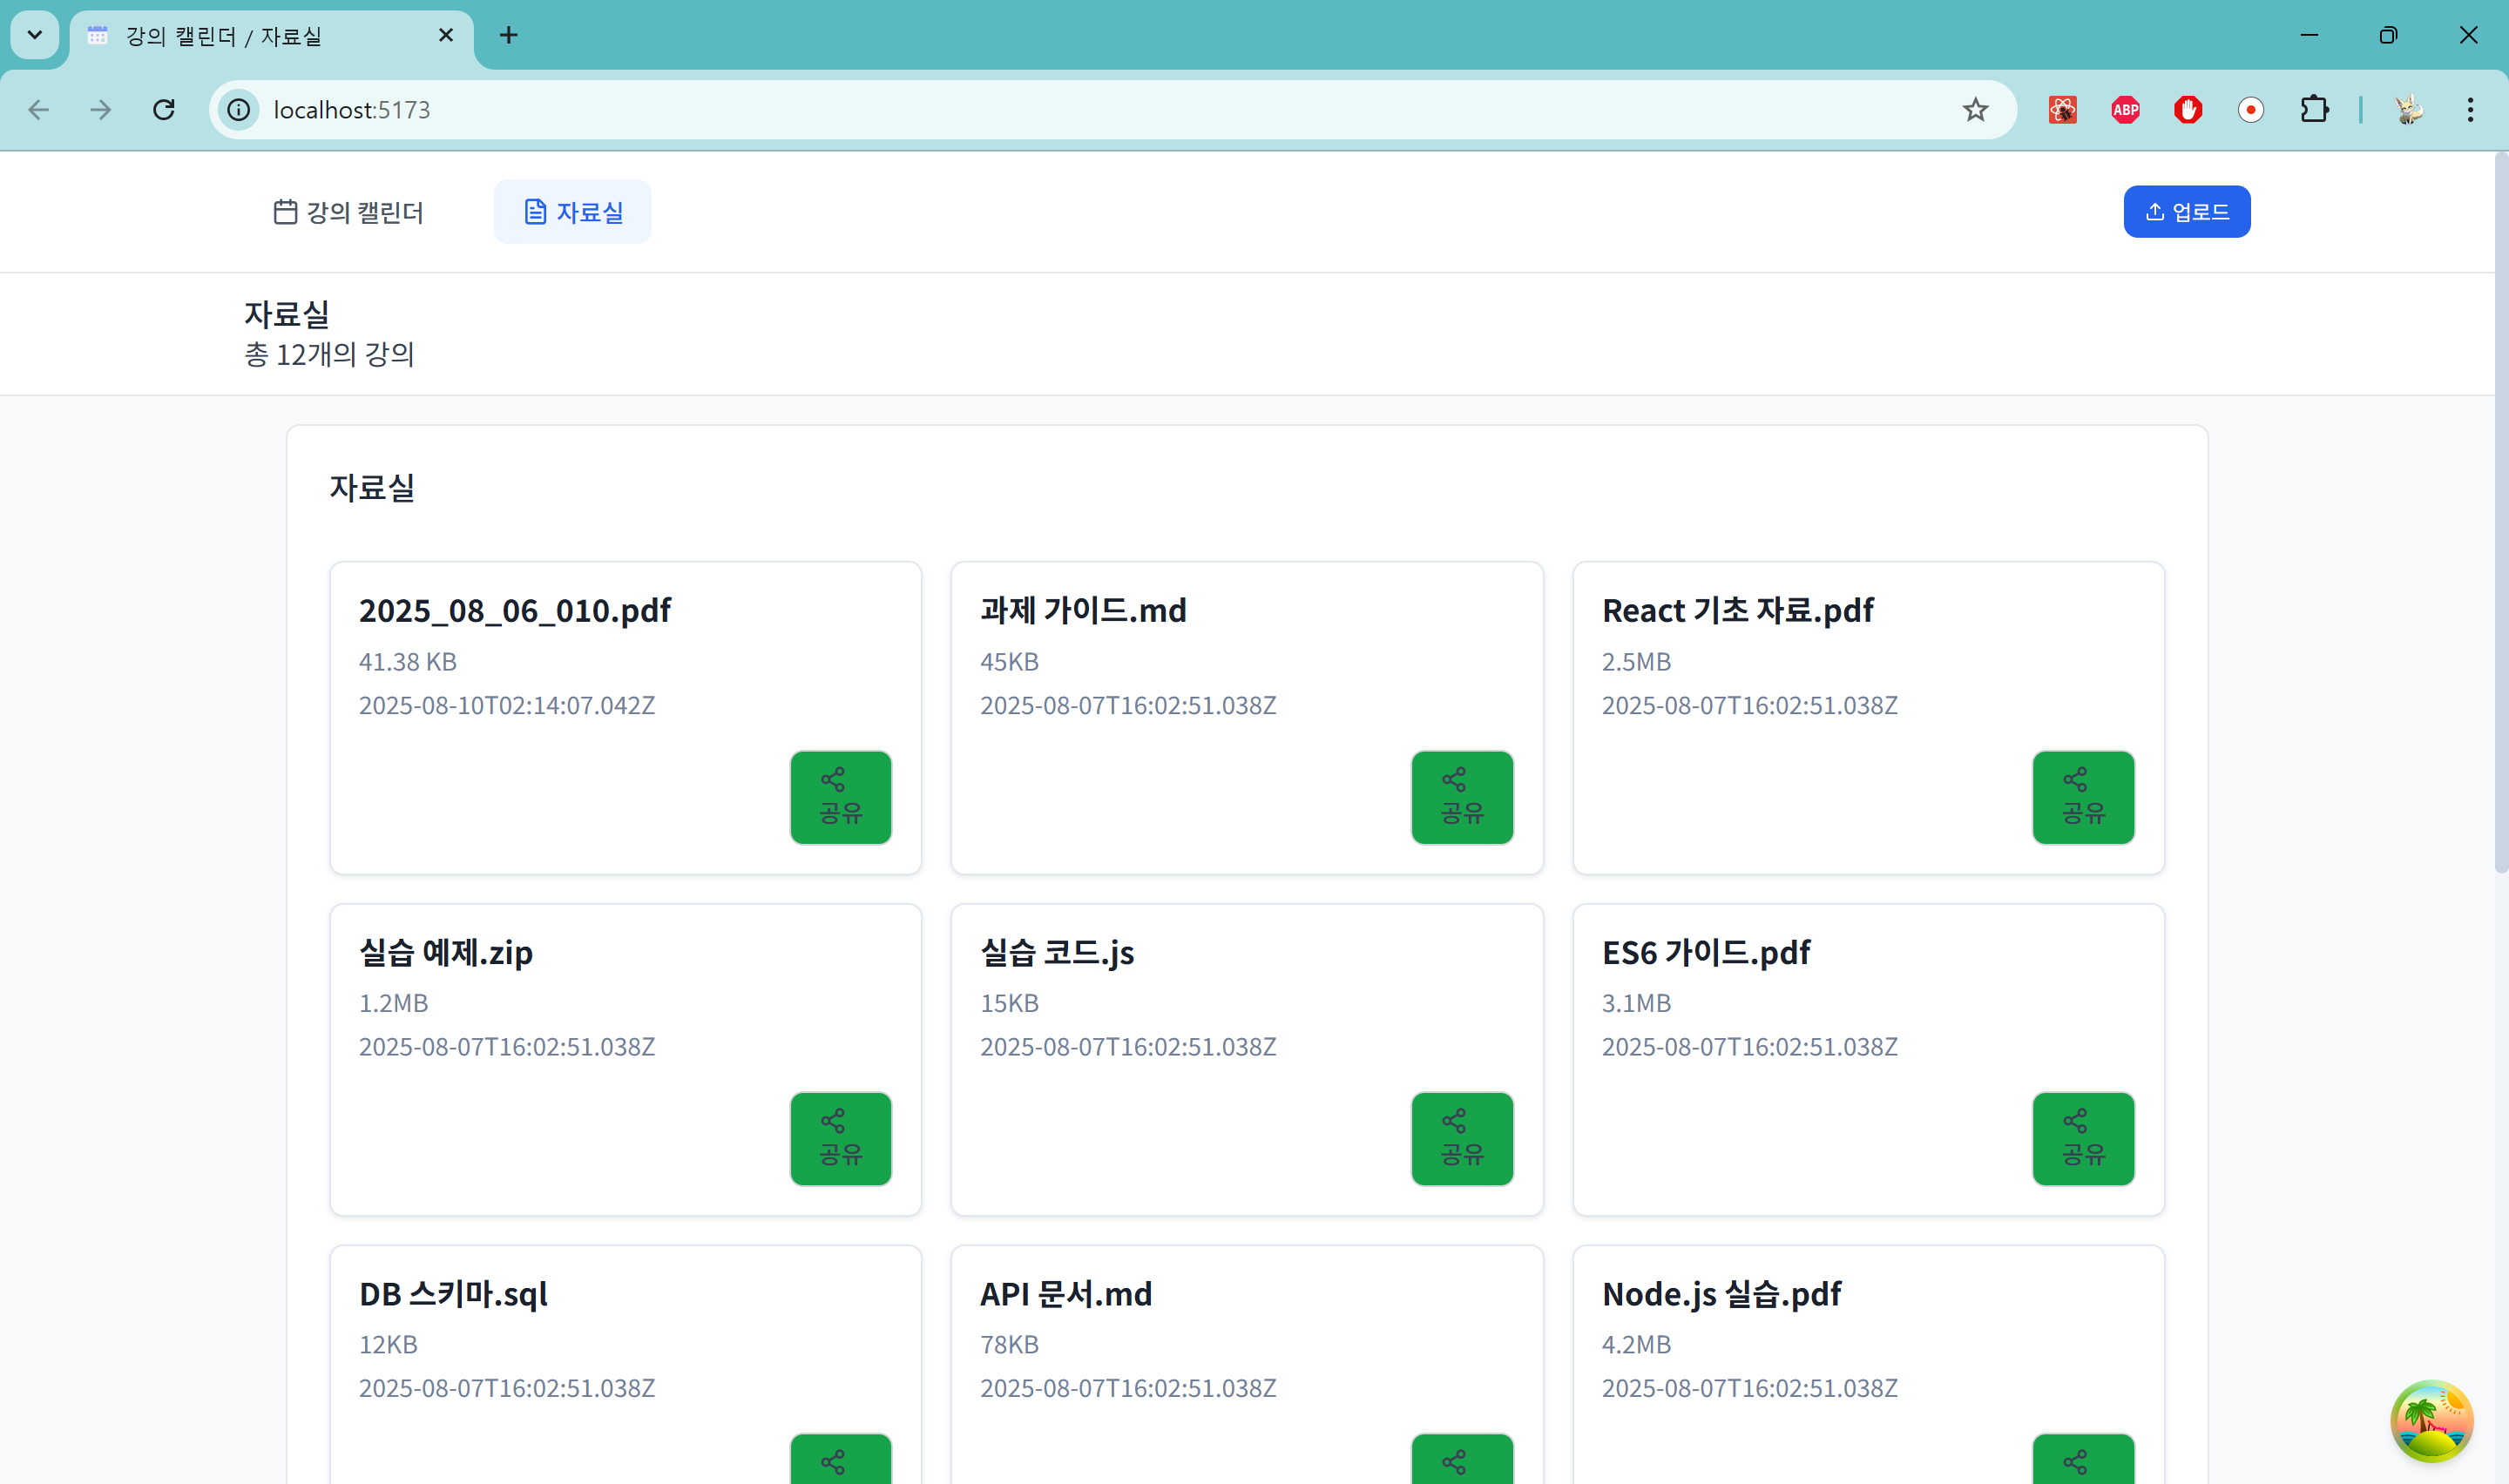 강의 캘린더 / 자료실
localhost:5173
ABP
강의 캘린더
자료실
업로드
자료실
총 12개의 강의
자료실
2025_08_06_010.pdf
41.38 KB
2025-08-10T02:14:07.042Z
공유
과제 가이드.md
45KB
2025-08-07T16:02:51.038Z
공유
React 기초 자료.pdf
2.5MB
2025-08-07T16:02:51.038Z
공유
실습 예제.zip
1.2MB
2025-08-07T16:02:51.038Z
공유
실습 코드.js
15KB
2025-08-07T16:02:51.038Z
공유
ES6 가이드.pdf
3.1MB
2025-08-07T16:02:51.038Z
공유
DB 스키마.sql
12KB
2025-08-07T16:02:51.038Z
API 문서.md
78KB
2025-08-07T16:02:51.038Z
Node.js 실습.pdf
4.2MB
2025-08-07T16:02:51.038Z